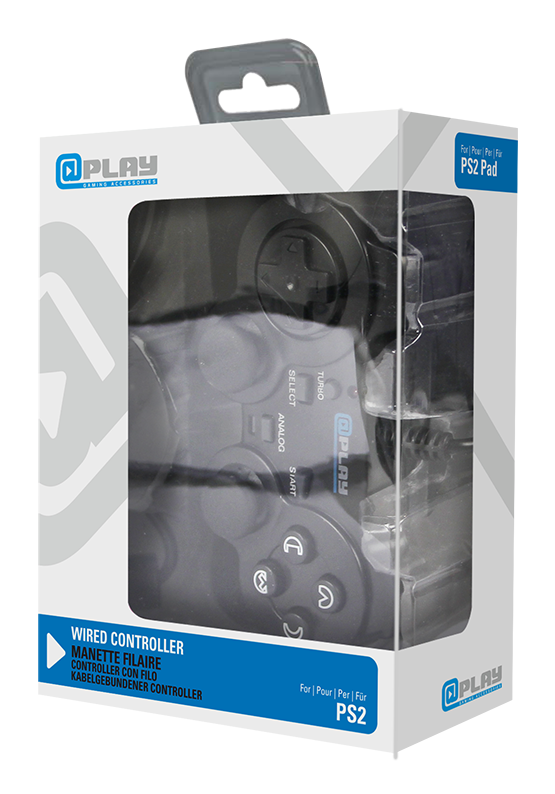 @PLAY
GAMING ACCESSORIES
For | Pour | Per | Für
PS2 Pad
TURBO
SELECT
ANALOG
@PLAY
START
WIRED CONTROLLER
MANETTE FILAIRE
CONTROLLER CON FILO
KABELGEBUNDENER CONTROLLER
For | Pour | Per | Für
PS2
@PLAY
GAMING ACCESSORIES